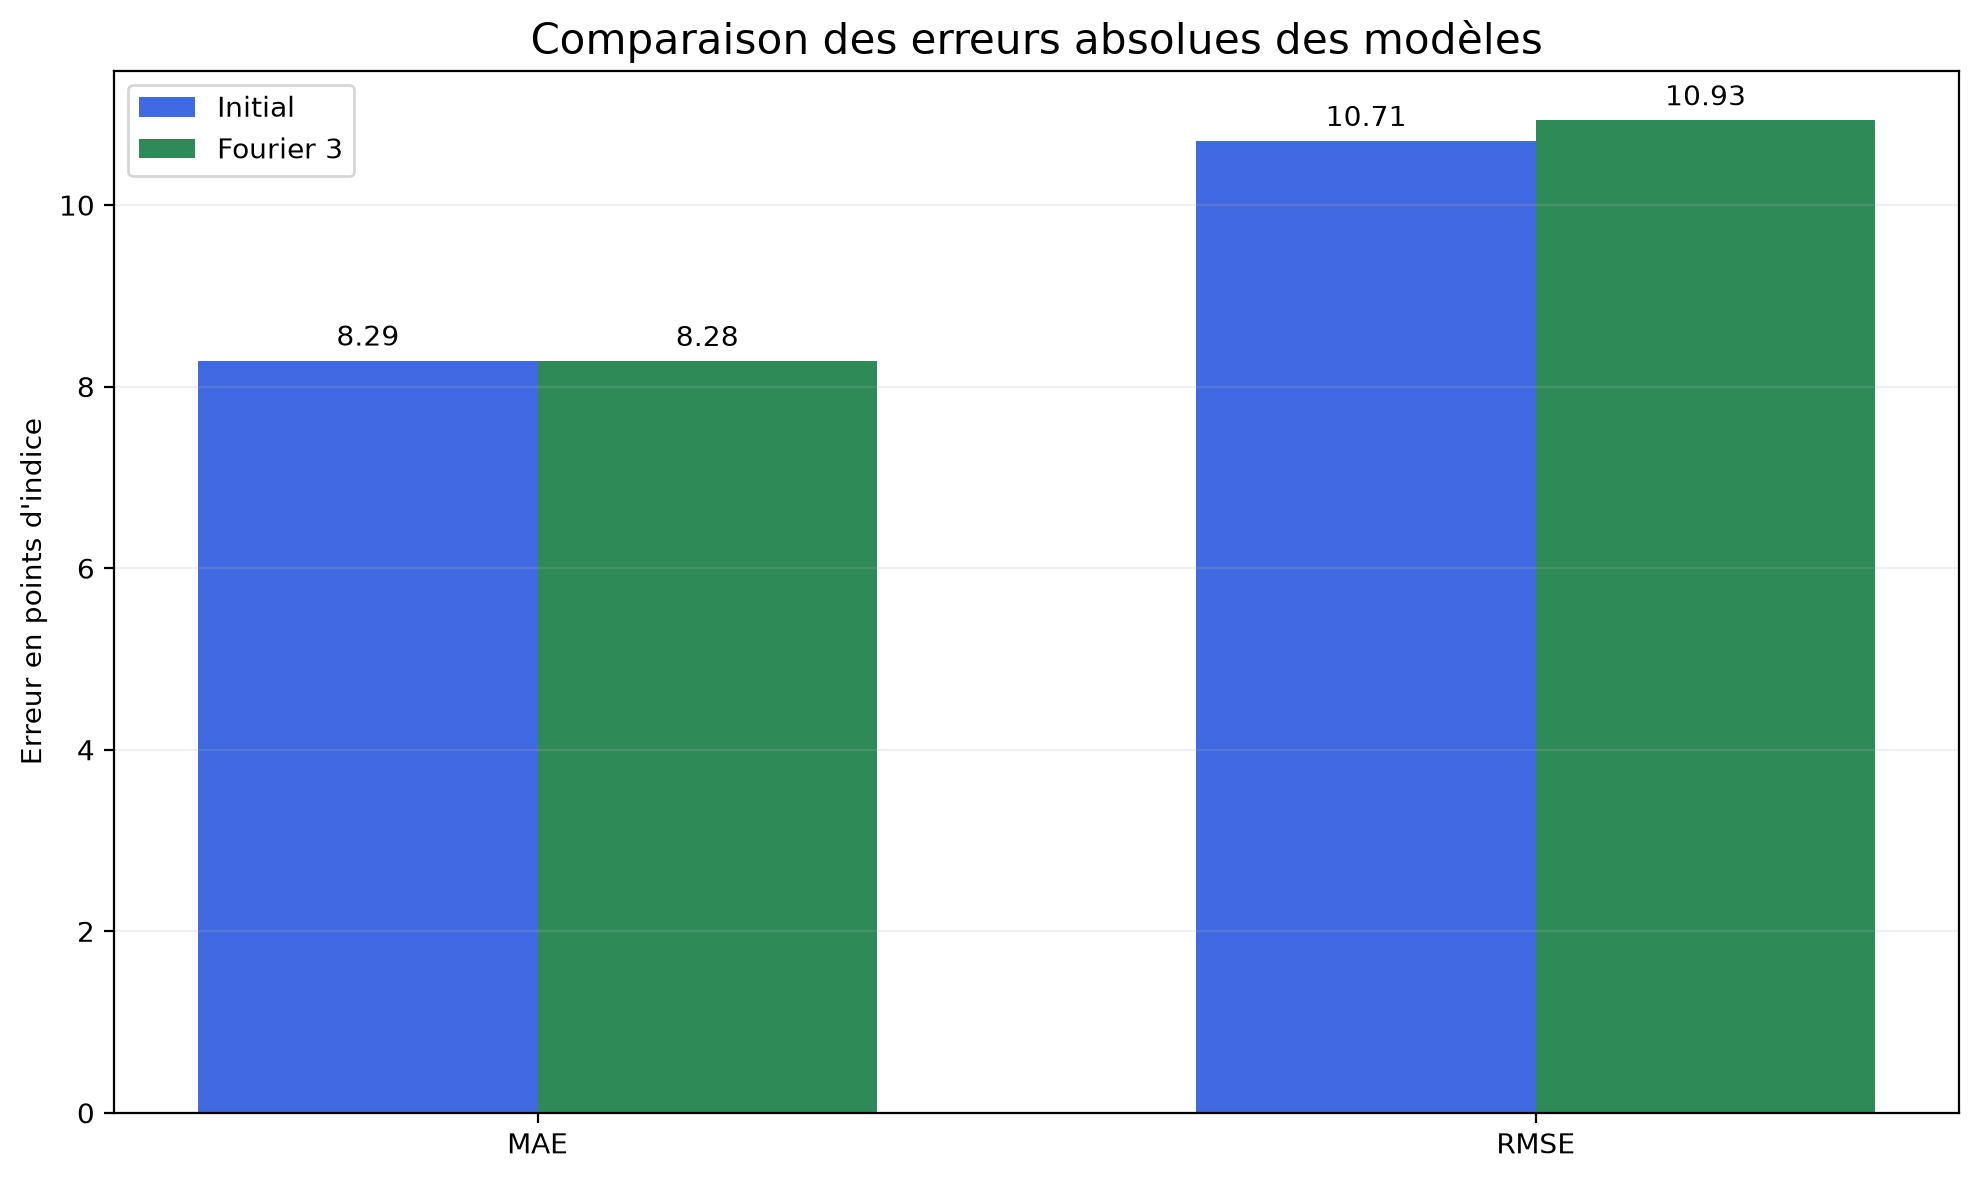 Comparaison des erreurs absolues des modèles
Initial
Fourier 3
10.71
10.93
8.29
8.28
Erreur en points d'indice
10
8
6
4
2
0
MAE
RMSE